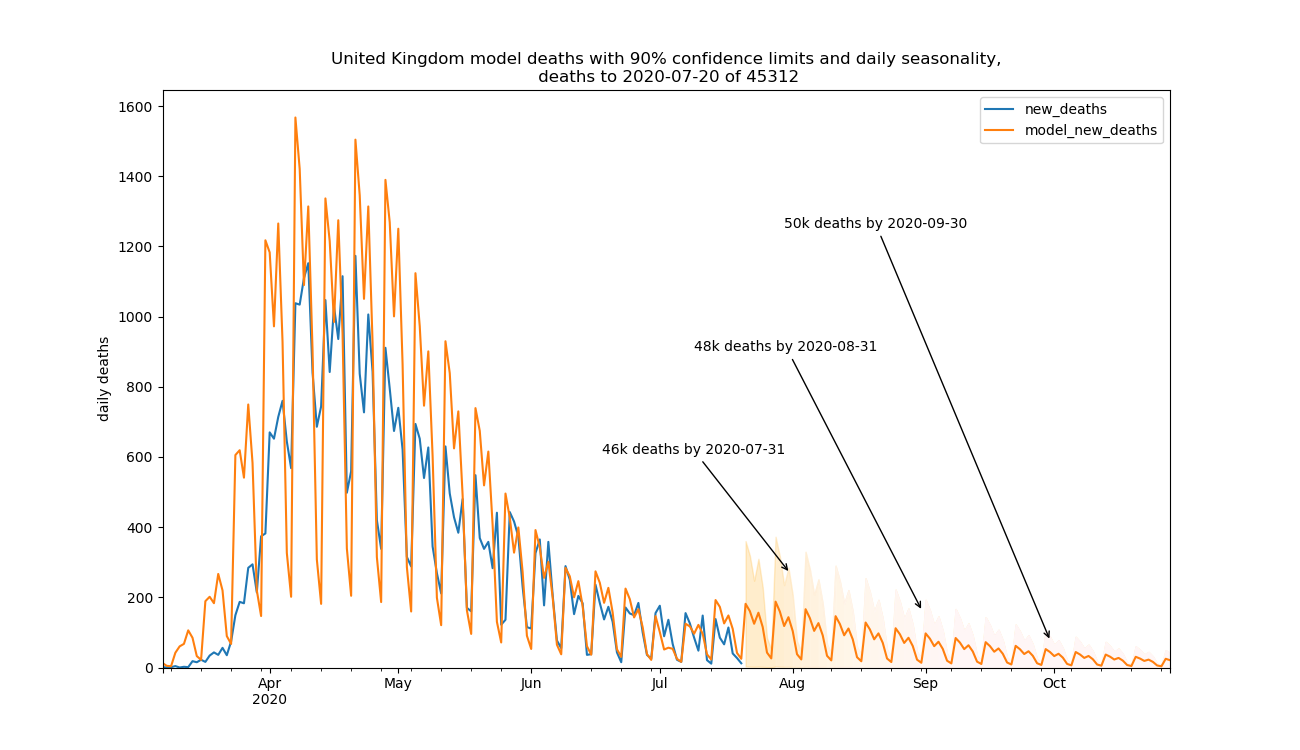 United Kingdom model deaths with 90% confidence limits and daily seasonality,
deaths to 2020-07-20 of 45312
new_deaths
model_new_deaths
1600
1400
1200
1000
800
600
400
200
0
daily deaths
50k deaths by 2020-09-30
48k deaths by 2020-08-31
46k deaths by 2020-07-31
Apr May Jun Jul Aug Sep Oct
2020